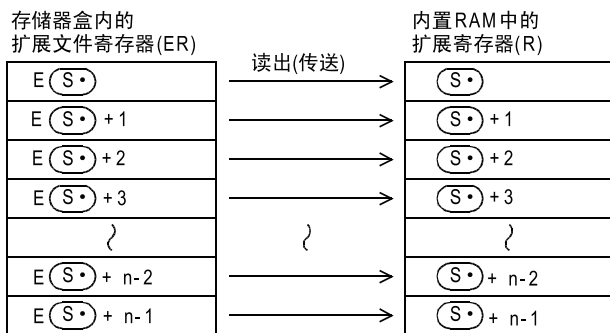 存储器盒内的
扩展文件寄存器(ER)
内置RAM中的
扩展寄存器(R)
读出(传送)
E(S·)
(S·)
E(S·)+1
(S·)+1
E(S·)+2
(S·)+2
E(S·)+3
(S·)+3
E(S·)+ n-2
(S·)+ n-2
E(S·)+ n-1
(S·)+ n-1